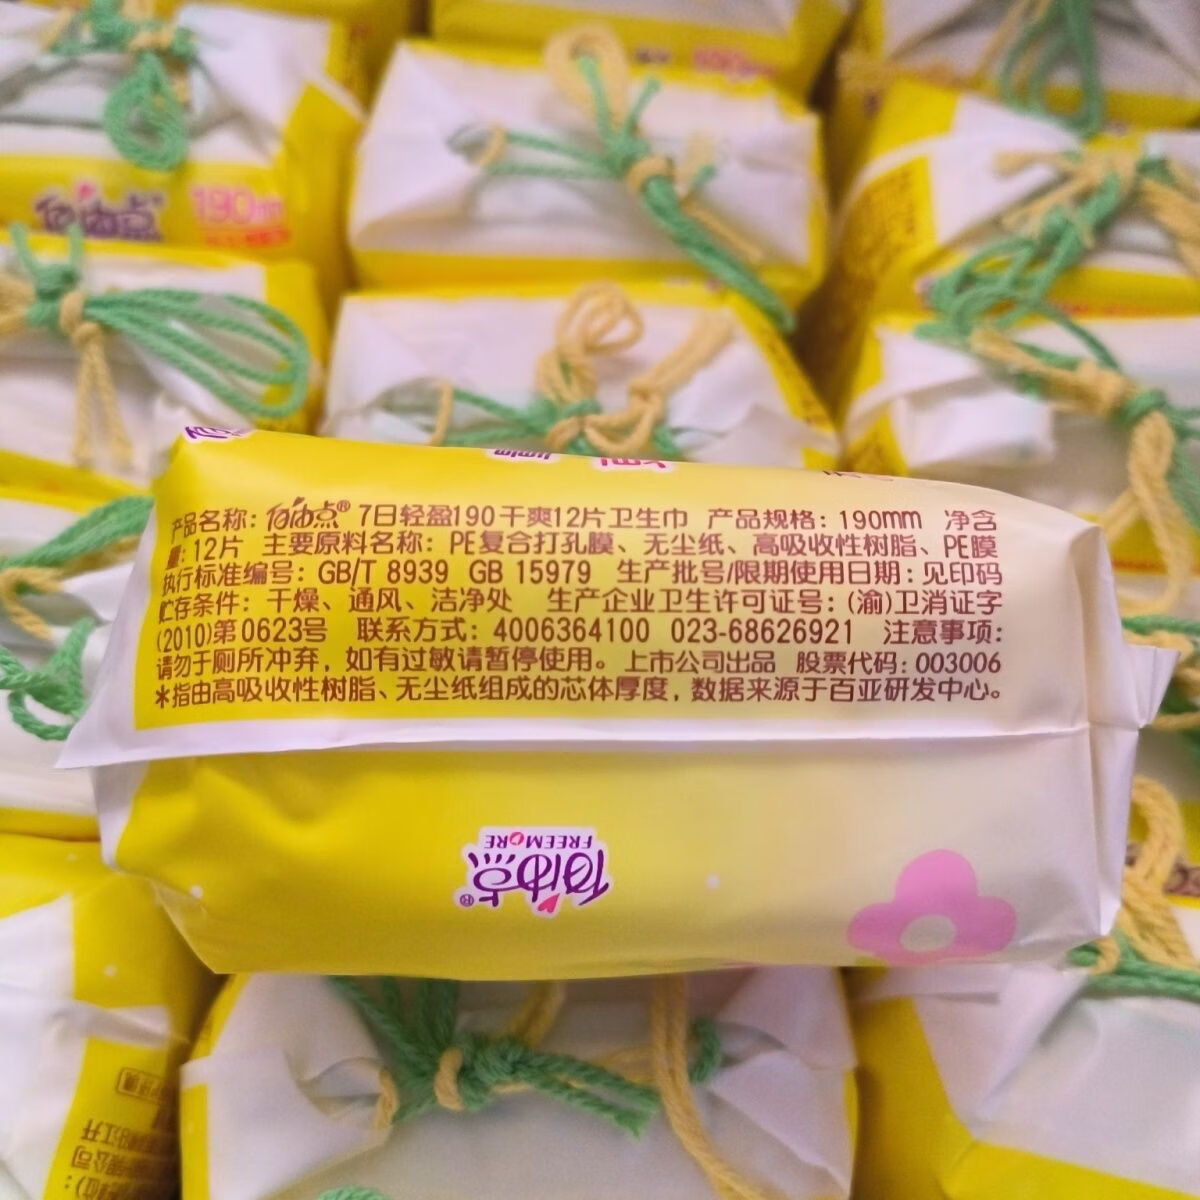 自由点
190mm
产品名称：自由点® 7日轻盈190干爽12片卫生巾 产品规格：190mm 净含
量：12片 主要原料名称：PE复合打孔膜、无尘纸、高吸收性树脂、PE膜
执行标准编号：GB/T 8939 GB 15979 生产批号/限期使用日期：见印码
贮存条件：干燥、通风、洁净处 生产企业卫生许可证号：(渝)卫消证字
(2010)第0623号 联系方式：4006364100 023-68626921 注意事项：
请勿于厕所冲弃，如有过敏请暂停使用。上市公司出品 股票代码：003006
*指由高吸收性树脂、无尘纸组成的芯体厚度，数据来源于百亚研发中心。
自由点®
FREEMORE